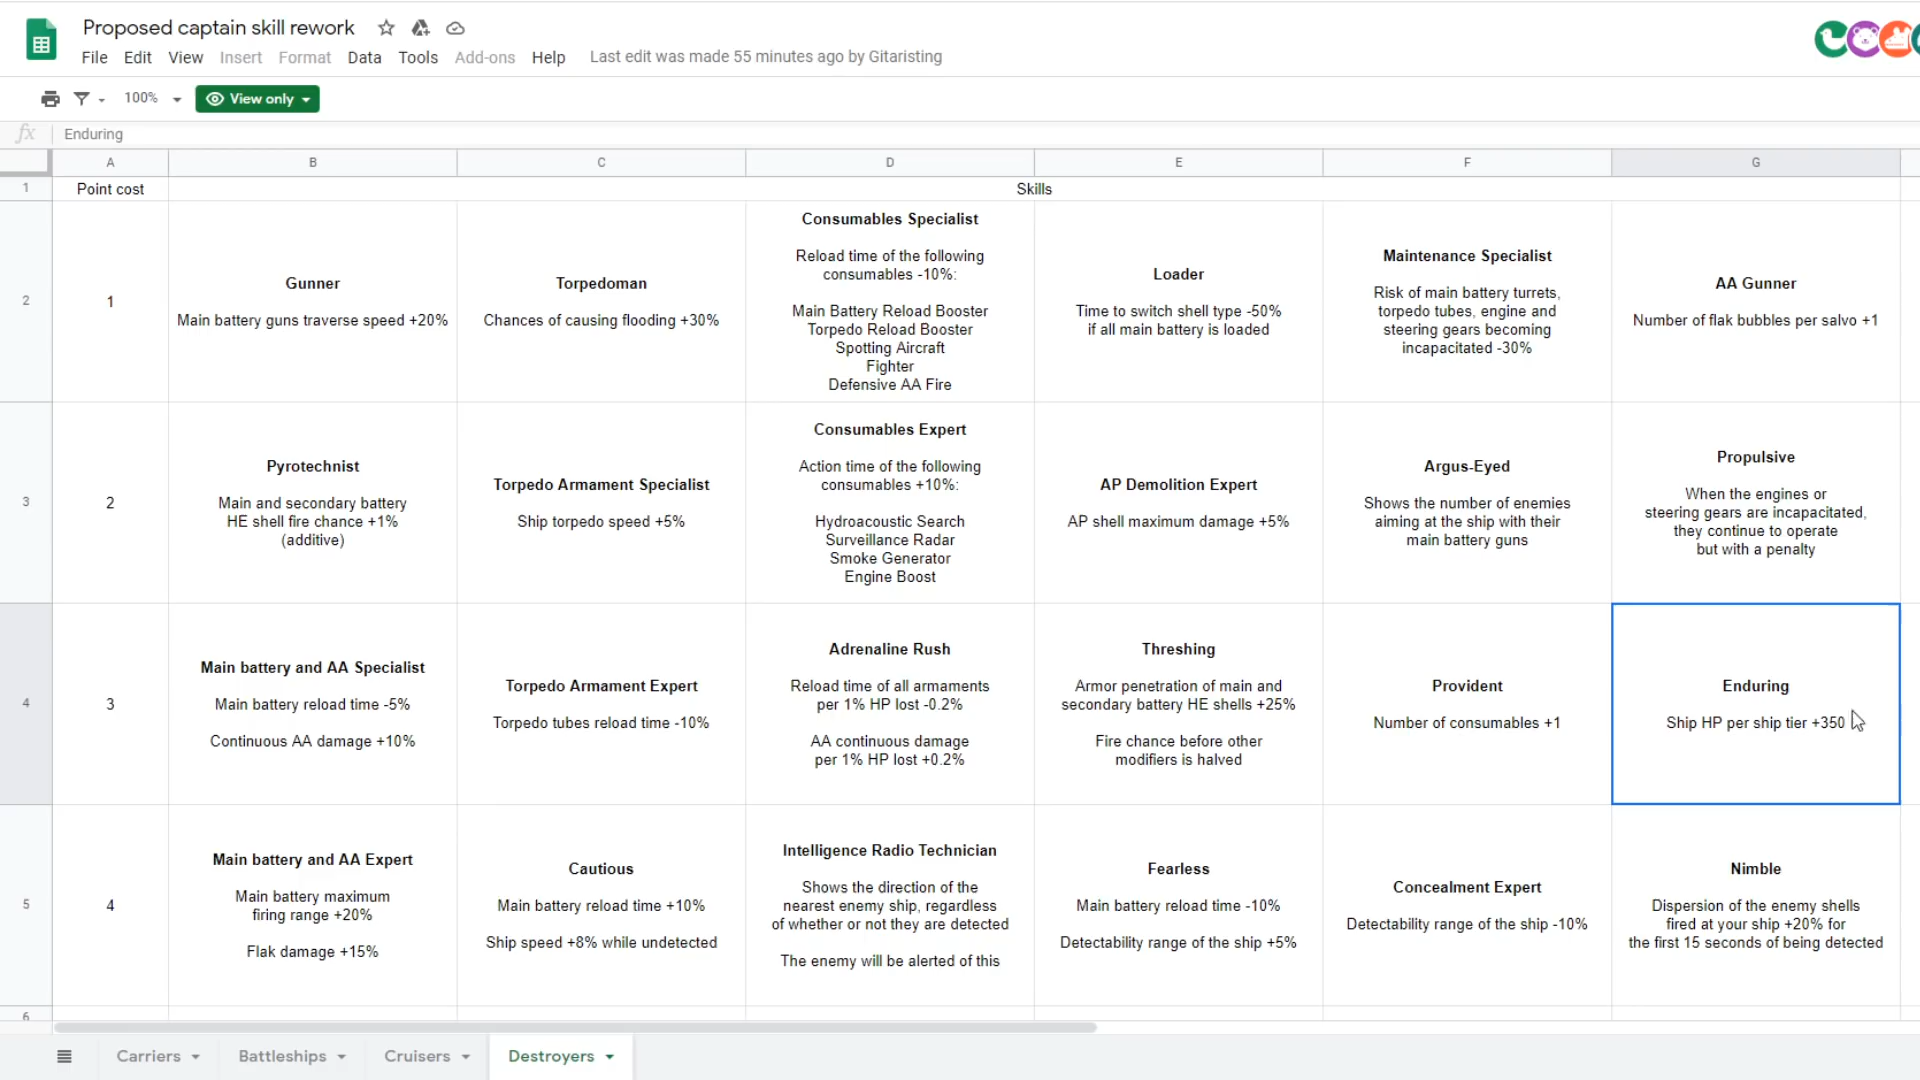 Proposed captain skill rework
File Edit View Insert Format Data Tools Add-ons Help Last edit was made 55 minutes ago by Gitaristing
100% View only
fx Enduring
A B C D E F G
1 Point cost Skills
2
1
Gunner
Main battery guns traverse speed +20%
Torpedoman
Chances of causing flooding +30%
Consumables Specialist
Reload time of the following
consumables -10%:
Main Battery Reload Booster
Torpedo Reload Booster
Spotting Aircraft
Fighter
Defensive AA Fire
Loader
Time to switch shell type -50%
if all main battery is loaded
Maintenance Specialist
Risk of main battery turrets,
torpedo tubes, engine and
steering gears becoming
incapacitated -30%
AA Gunner
Number of flak bubbles per salvo +1
3
2
Pyrotechnist
Main and secondary battery
HE shell fire chance +1%
(additive)
Torpedo Armament Specialist
Ship torpedo speed +5%
Consumables Expert
Action time of the following
consumables +10%:
Hydroacoustic Search
Surveillance Radar
Smoke Generator
Engine Boost
AP Demolition Expert
AP shell maximum damage +5%
Argus-Eyed
Shows the number of enemies
aiming at the ship with their
main battery guns
Propulsive
When the engines or
steering gears are incapacitated,
they continue to operate
but with a penalty
4
3
Main battery and AA Specialist
Main battery reload time -5%
Continuous AA damage +10%
Torpedo Armament Expert
Torpedo tubes reload time -10%
Adrenaline Rush
Reload time of all armaments
per 1% HP lost -0.2%
AA continuous damage
per 1% HP lost +0.2%
Threshing
Armor penetration of main and
secondary battery HE shells +25%
Fire chance before other
modifiers is halved
Provident
Number of consumables +1
Enduring
Ship HP per ship tier +350
5
4
Main battery and AA Expert
Main battery maximum
firing range +20%
Flak damage +15%
Cautious
Main battery reload time +10%
Ship speed +8% while undetected
Intelligence Radio Technician
Shows the direction of the
nearest enemy ship, regardless
of whether or not they are detected
The enemy will be alerted of this
Fearless
Main battery reload time -10%
Detectability range of the ship +5%
Concealment Expert
Detectability range of the ship -10%
Nimble
Dispersion of the enemy shells
fired at your ship +20% for
the first 15 seconds of being detected
6
Carriers Battleships Cruisers Destroyers